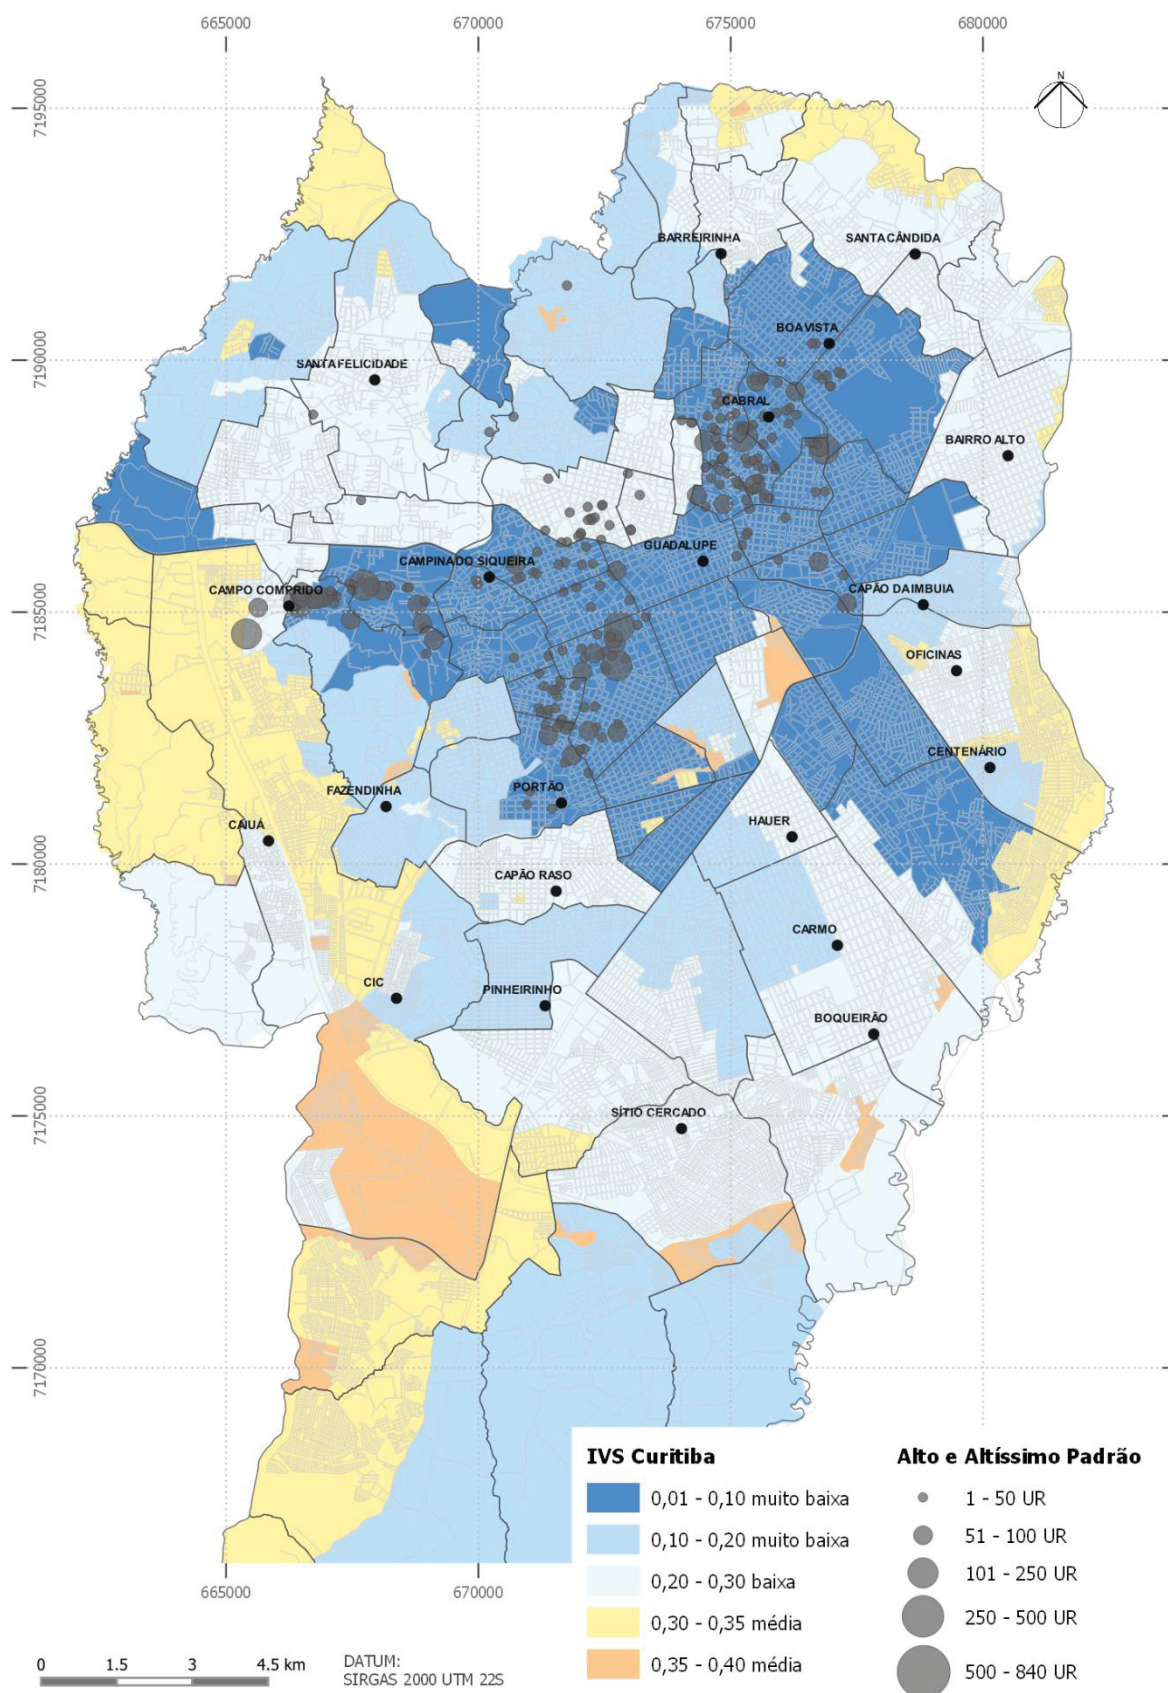 665000 670000 675000 680000
N
7195000
BARREIRINHA SANTA CÂNDIDA
BOA VISTA
7190000
SANTA FELICIDADE
CABRAL
BAIRRO ALTO
GUADALUPE
CAMPINA DO SIQUEIRA
CAMPO COMPRIDO CAPÃO DA IMBUIA
7185000
OFICINAS
CENTENÁRIO
FAZENDINHA PORTÃO
CAIUÁ HAUER
7180000
CAPÃO RASO
CARMO
CIC PINHEIRINHO
BOQUEIRÃO
7175000
SÍTIO CERCADO
7170000
665000 670000
IVS Curitiba
0,01 - 0,10 muito baixa
0,10 - 0,20 muito baixa
0,20 - 0,30 baixa
0,30 - 0,35 média
0,35 - 0,40 média
Alto e Altíssimo Padrão
1 - 50 UR
51 - 100 UR
101 - 250 UR
250 - 500 UR
500 - 840 UR
0 1.5 3 4.5 km
DATUM:
SIRGAS 2000 UTM 22S